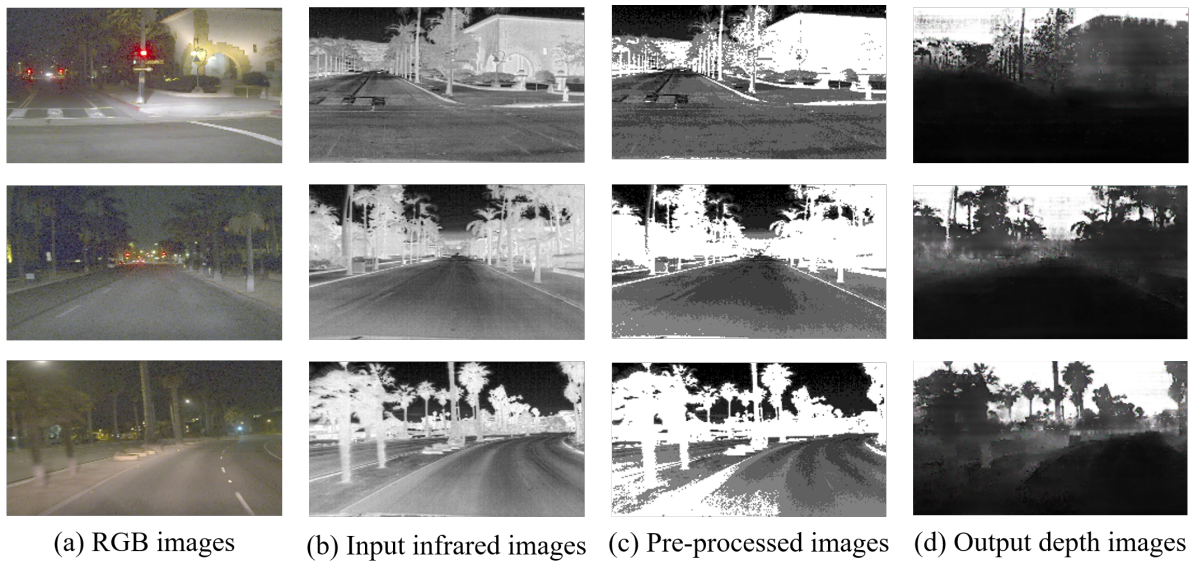 (a) RGB images
(b) Input infrared images
(c) Pre-processed images
(d) Output depth images